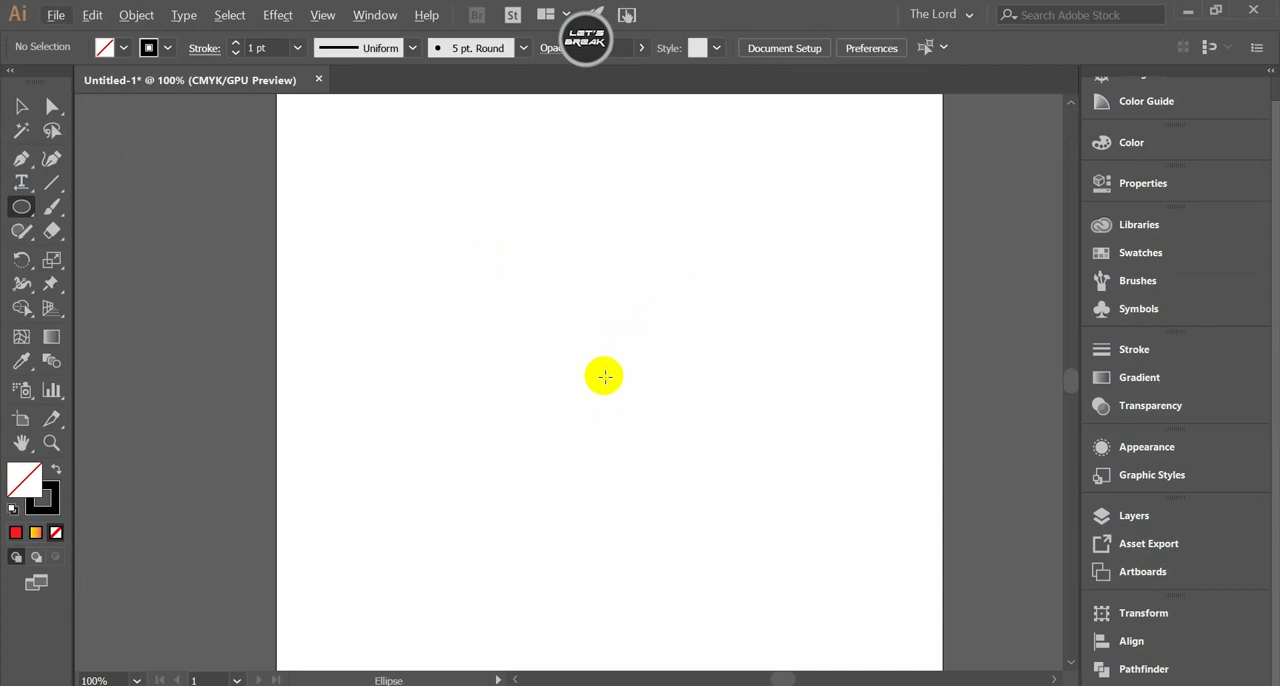 Ai File Edit Object Type Select Effect View Window Help Br St The Lord Search Adobe Stock
No Selection Stroke: 1 pt Uniform 5 pt. Round Opa Style: Document Setup Preferences
LET'S
BREAK
Untitled-1* @ 100% (CMYK/GPU Preview)
Color Guide
Color
Properties
Libraries
Swatches
Brushes
Symbols
Stroke
Gradient
Transparency
Appearance
Graphic Styles
Layers
Asset Export
Artboards
Transform
Align
Pathfinder
100% 1 Ellipse